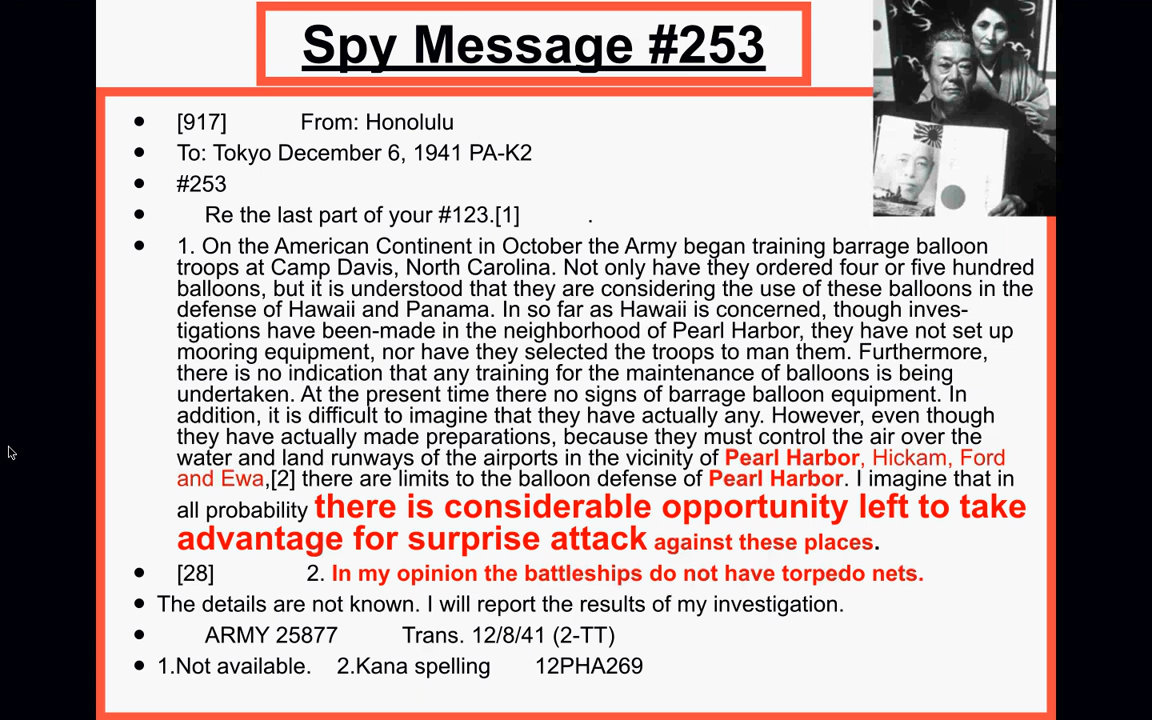 Spy Message #253
[917] From: Honolulu
To: Tokyo December 6, 1941 PA-K2
#253
Re the last part of your #123.[1] .
1. On the American Continent in October the Army began training barrage balloon
troops at Camp Davis, North Carolina. Not only have they ordered four or five hundred
balloons, but it is understood that they are considering the use of these balloons in the
defense of Hawaii and Panama. In so far as Hawaii is concerned, though inves-
tigations have been-made in the neighborhood of Pearl Harbor, they have not set up
mooring equipment, nor have they selected the troops to man them. Furthermore,
there is no indication that any training for the maintenance of balloons is being
undertaken. At the present time there no signs of barrage balloon equipment. In
addition, it is difficult to imagine that they have actually any. However, even though
they have actually made preparations, because they must control the air over the
water and land runways of the airports in the vicinity of Pearl Harbor, Hickam, Ford
and Ewa,[2] there are limits to the balloon defense of Pearl Harbor. I imagine that in
all probability there is considerable opportunity left to take
advantage for surprise attack against these places.
[28] 2. In my opinion the battleships do not have torpedo nets.
The details are not known. I will report the results of my investigation.
ARMY 25877 Trans. 12/8/41 (2-TT)
1.Not available. 2.Kana spelling 12PHA269